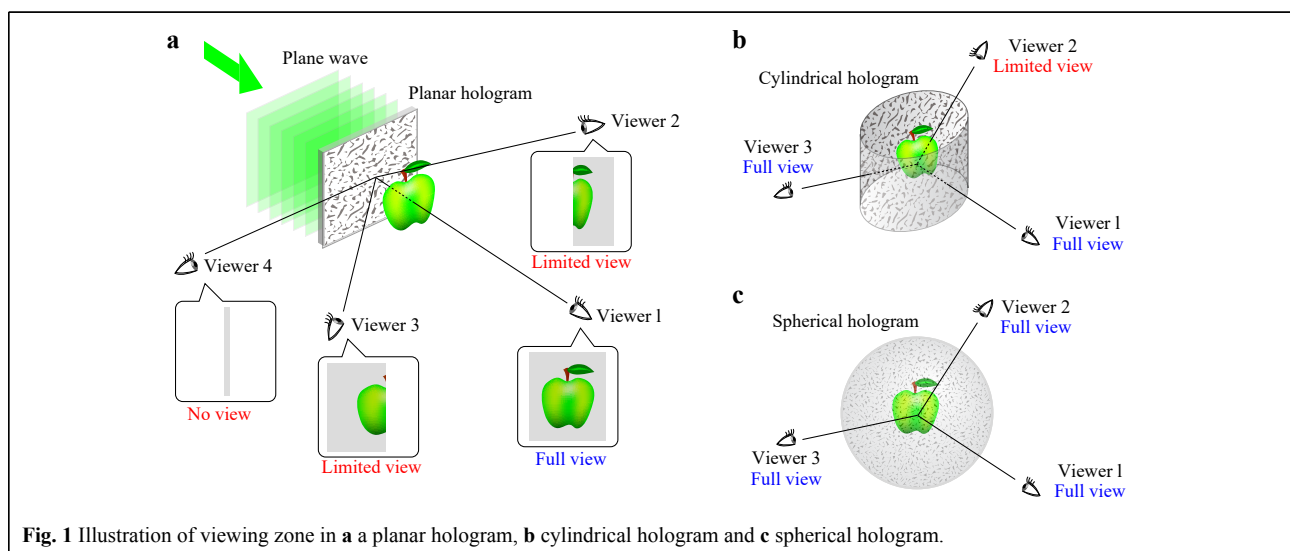 a
Plane wave
Planar hologram
Viewer 2
Limited view
Viewer 4
No view
Viewer 3
Limited view
Viewer l
Full view
b
Cylindrical hologram
Viewer 2
Limited view
Viewer 3
Full view
Viewer l
Full view
c
Spherical hologram
Viewer 2
Full view
Viewer 3
Full view
Viewer l
Full view
Fig. 1 Illustration of viewing zone in a a planar hologram, b cylindrical hologram and c spherical hologram.